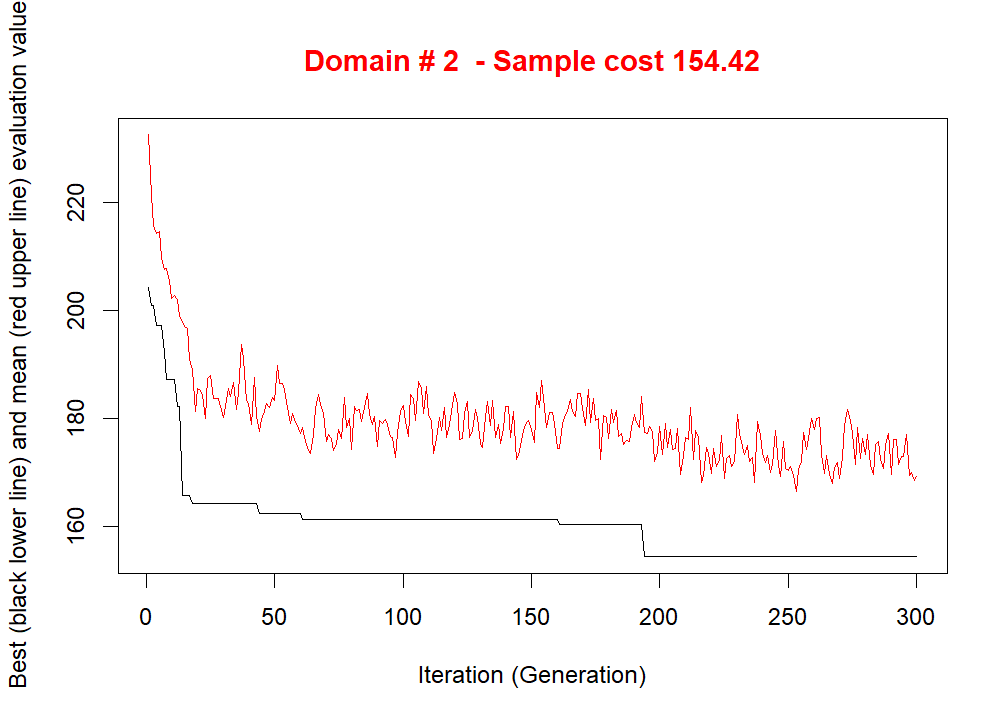 Domain # 2  - Sample cost 154.42
Best (black lower line) and mean (red upper line) evaluation value
220
200
180
160
0 50 100 150 200 250 300
Iteration (Generation)